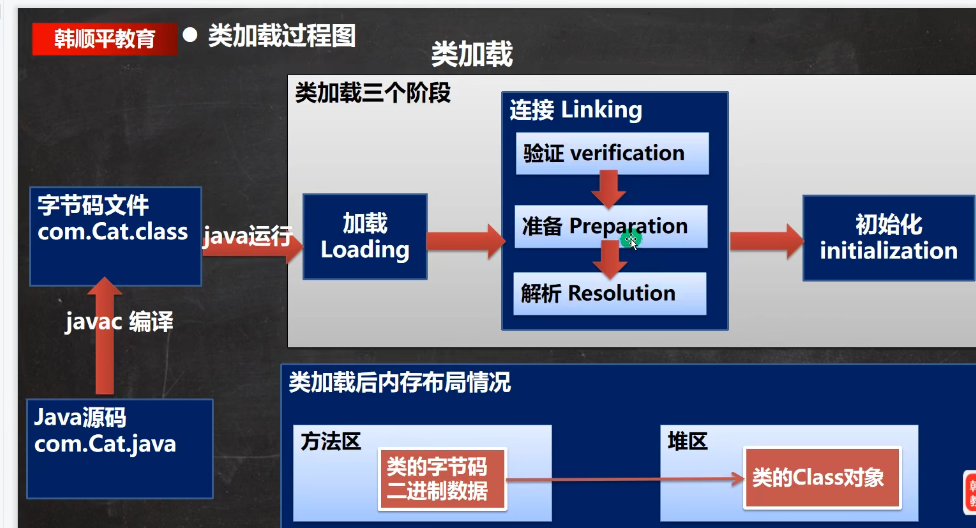 韩顺平教育
● 类加载过程图
类加载
类加载三个阶段
连接 Linking
验证 verification
准备 Preparation
解析 Resolution
字节码文件
com.Cat.class
java运行
加载
Loading
初始化
initialization
javac 编译
Java源码
com.Cat.java
类加载后内存布局情况
方法区
类的字节码
二进制数据
堆区
类的Class对象